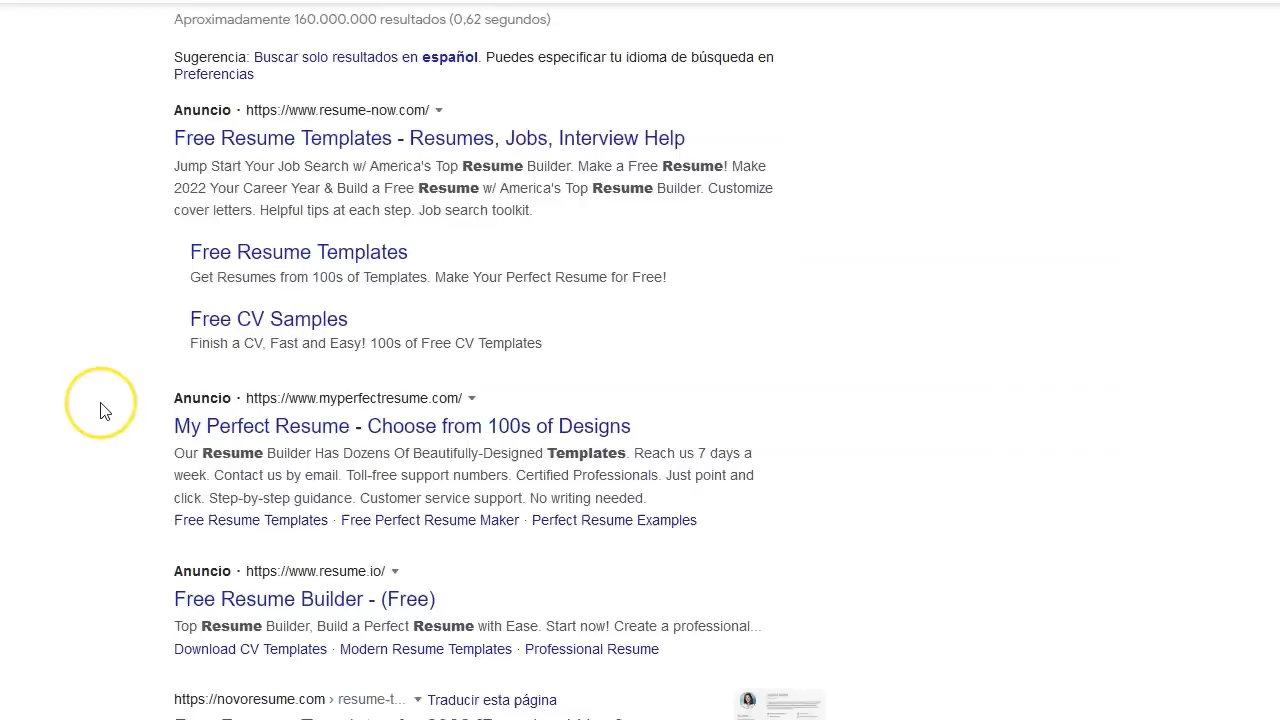 Aproximadamente 160.000.000 resultados (0,62 segundos)
Sugerencia: Buscar solo resultados en español. Puedes especificar tu idioma de búsqueda en
Preferencias
Anuncio · https://www.resume-now.com/
Free Resume Templates - Resumes, Jobs, Interview Help
Jump Start Your Job Search w/ America's Top Resume Builder. Make a Free Resume! Make
2022 Your Career Year & Build a Free Resume w/ America's Top Resume Builder. Customize
cover letters. Helpful tips at each step. Job search toolkit.
Free Resume Templates
Get Resumes from 100s of Templates. Make Your Perfect Resume for Free!
Free CV Samples
Finish a CV, Fast and Easy! 100s of Free CV Templates
Anuncio · https://www.myperfectresume.com/
My Perfect Resume - Choose from 100s of Designs
Our Resume Builder Has Dozens Of Beautifully-Designed Templates. Reach us 7 days a
week. Contact us by email. Toll-free support numbers. Certified Professionals. Just point and
click. Step-by-step guidance. Customer service support. No writing needed.
Free Resume Templates · Free Perfect Resume Maker · Perfect Resume Examples
Anuncio · https://www.resume.io/
Free Resume Builder - (Free)
Top Resume Builder, Build a Perfect Resume with Ease. Start now! Create a professional...
Download CV Templates · Modern Resume Templates · Professional Resume
https://novoresume.com › resume-t... Traducir esta página